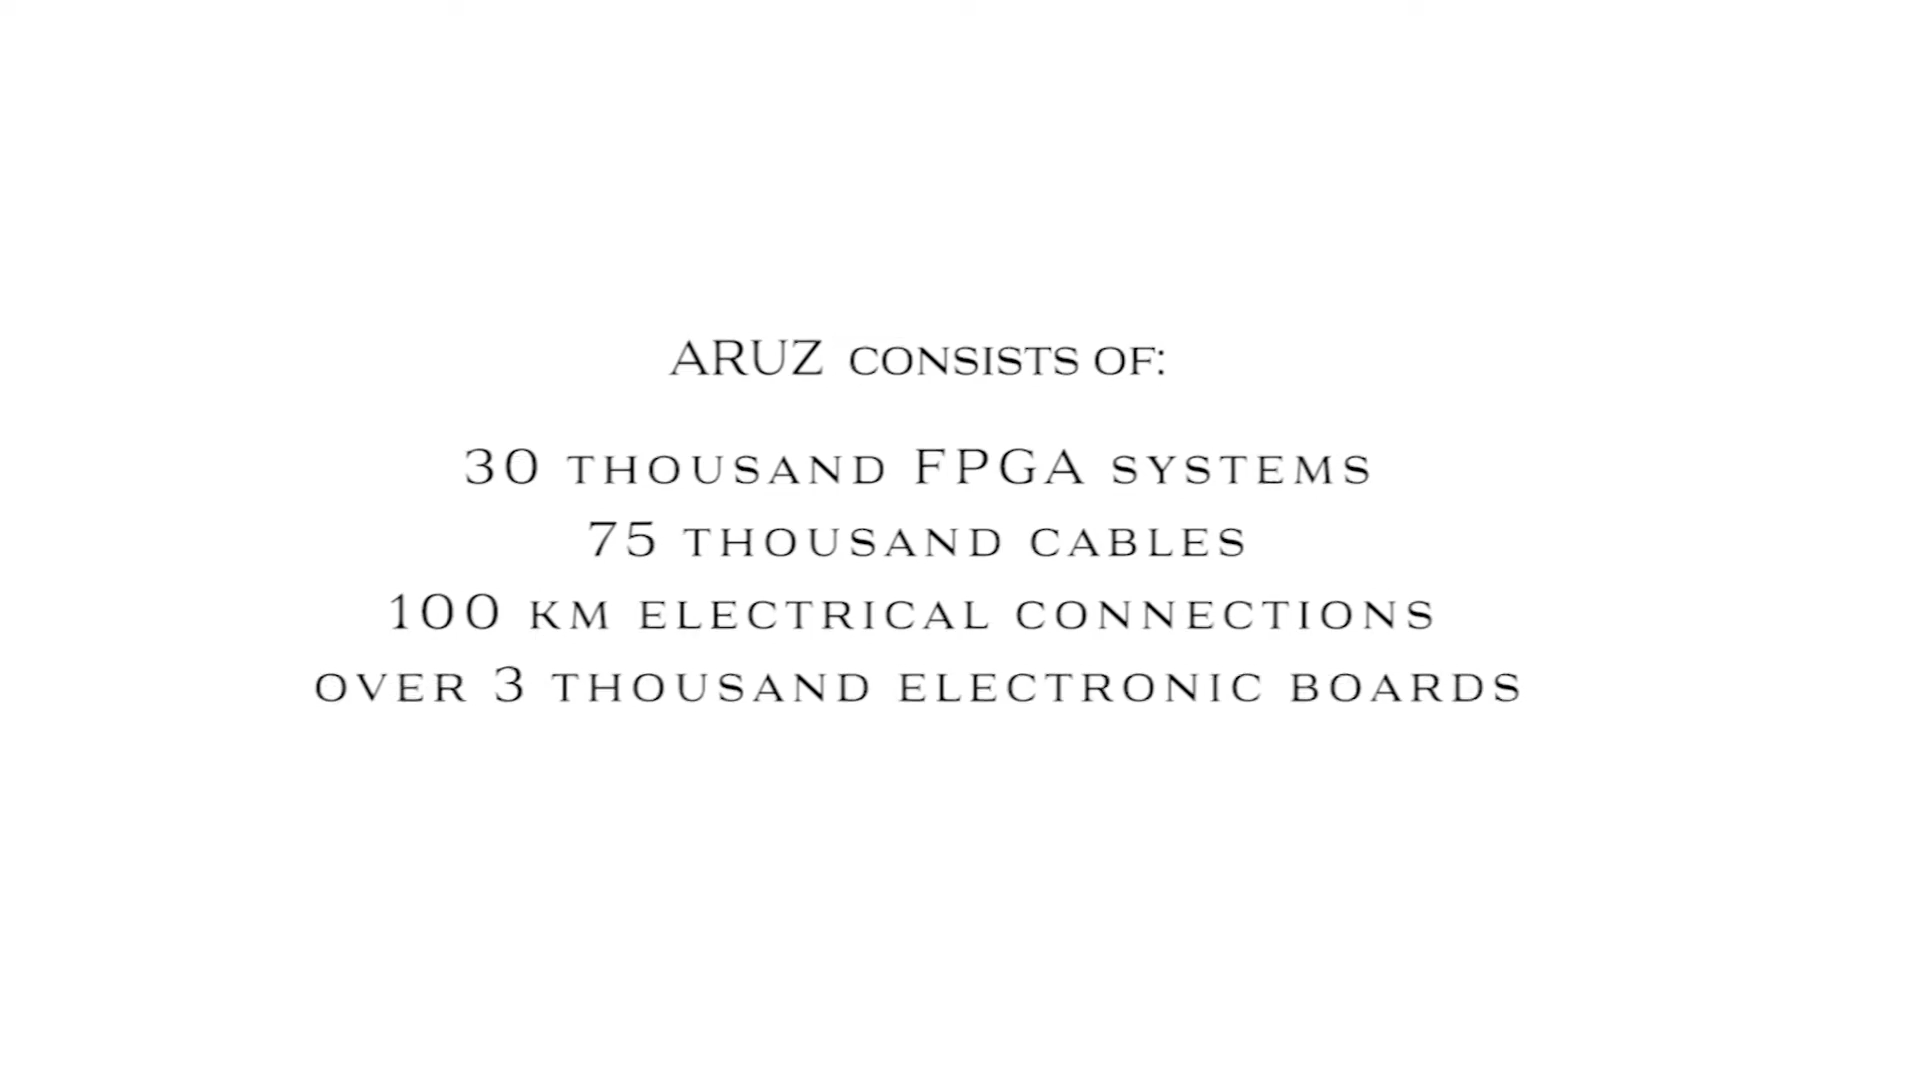 ARUZ CONSISTS OF:
30 THOUSAND FPGA SYSTEMS
75 THOUSAND CABLES
100 KM ELECTRICAL CONNECTIONS
OVER 3 THOUSAND ELECTRONIC BOARDS